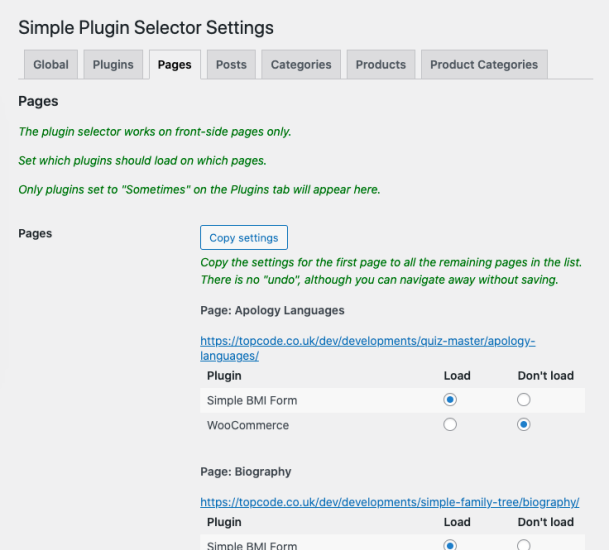 Simple Plugin Selector Settings
Global Plugins Pages Posts Categories Products Product Categories
Pages
The plugin selector works on front-side pages only.
Set which plugins should load on which pages.
Only plugins set to "Sometimes" on the Plugins tab will appear here.
Pages
Copy settings
Copy the settings for the first page to all the remaining pages in the list.
There is no "undo", although you can navigate away without saving.
Page: Apology Languages
https://topcode.co.uk/dev/developments/quiz-master/apology-
languages/
Plugin Load Don't load
Simple BMI Form
WooCommerce
Page: Biography
https://topcode.co.uk/dev/developments/simple-family-tree/biography/
Plugin Load Don't load
Simple BMI Form